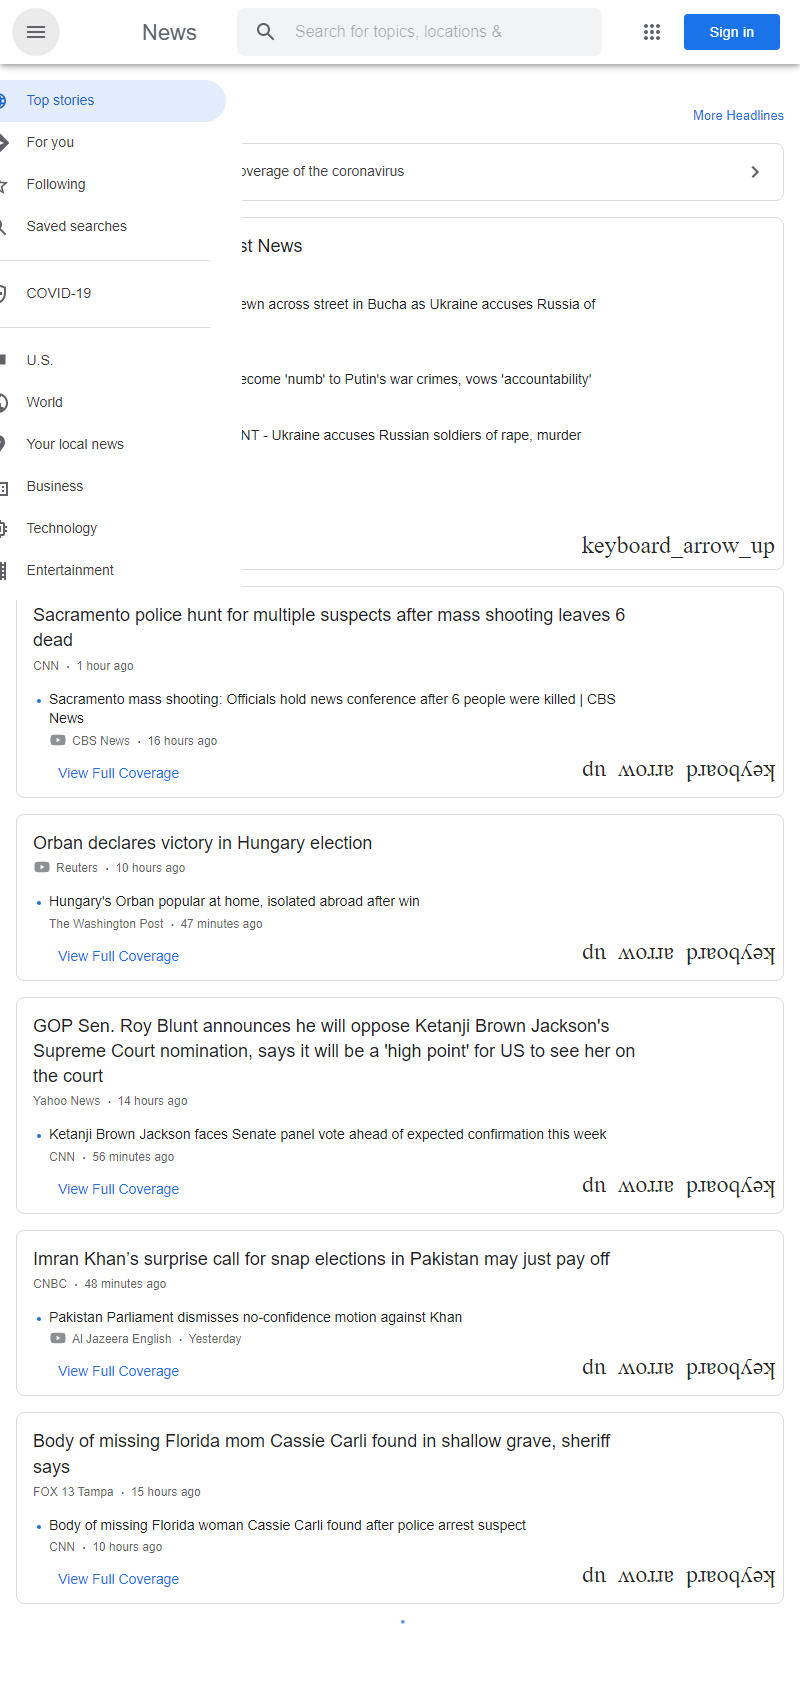 News
Search for topics, locations &
Sign in
Top stories
For you
Following
Saved searches
COVID-19
U.S.
World
Your local news
Business
Technology
Entertainment
More Headlines
overage of the coronavirus
st News
ewn across street in Bucha as Ukraine accuses Russia of
ecome 'numb' to Putin's war crimes, vows 'accountability'
NT - Ukraine accuses Russian soldiers of rape, murder
keyboard_arrow_up
Sacramento police hunt for multiple suspects after mass shooting leaves 6
dead
CNN • 1 hour ago
• Sacramento mass shooting: Officials hold news conference after 6 people were killed | CBS
News
CBS News • 16 hours ago
View Full Coverage
keyboard_arrow_up
Orban declares victory in Hungary election
Reuters • 10 hours ago
• Hungary's Orban popular at home, isolated abroad after win
The Washington Post • 47 minutes ago
View Full Coverage
keyboard_arrow_up
GOP Sen. Roy Blunt announces he will oppose Ketanji Brown Jackson's
Supreme Court nomination, says it will be a 'high point' for US to see her on
the court
Yahoo News • 14 hours ago
• Ketanji Brown Jackson faces Senate panel vote ahead of expected confirmation this week
CNN • 56 minutes ago
View Full Coverage
keyboard_arrow_up
Imran Khan’s surprise call for snap elections in Pakistan may just pay off
CNBC • 48 minutes ago
• Pakistan Parliament dismisses no-confidence motion against Khan
Al Jazeera English • Yesterday
View Full Coverage
keyboard_arrow_up
Body of missing Florida mom Cassie Carli found in shallow grave, sheriff
says
FOX 13 Tampa • 15 hours ago
• Body of missing Florida woman Cassie Carli found after police arrest suspect
CNN • 10 hours ago
View Full Coverage
keyboard_arrow_up